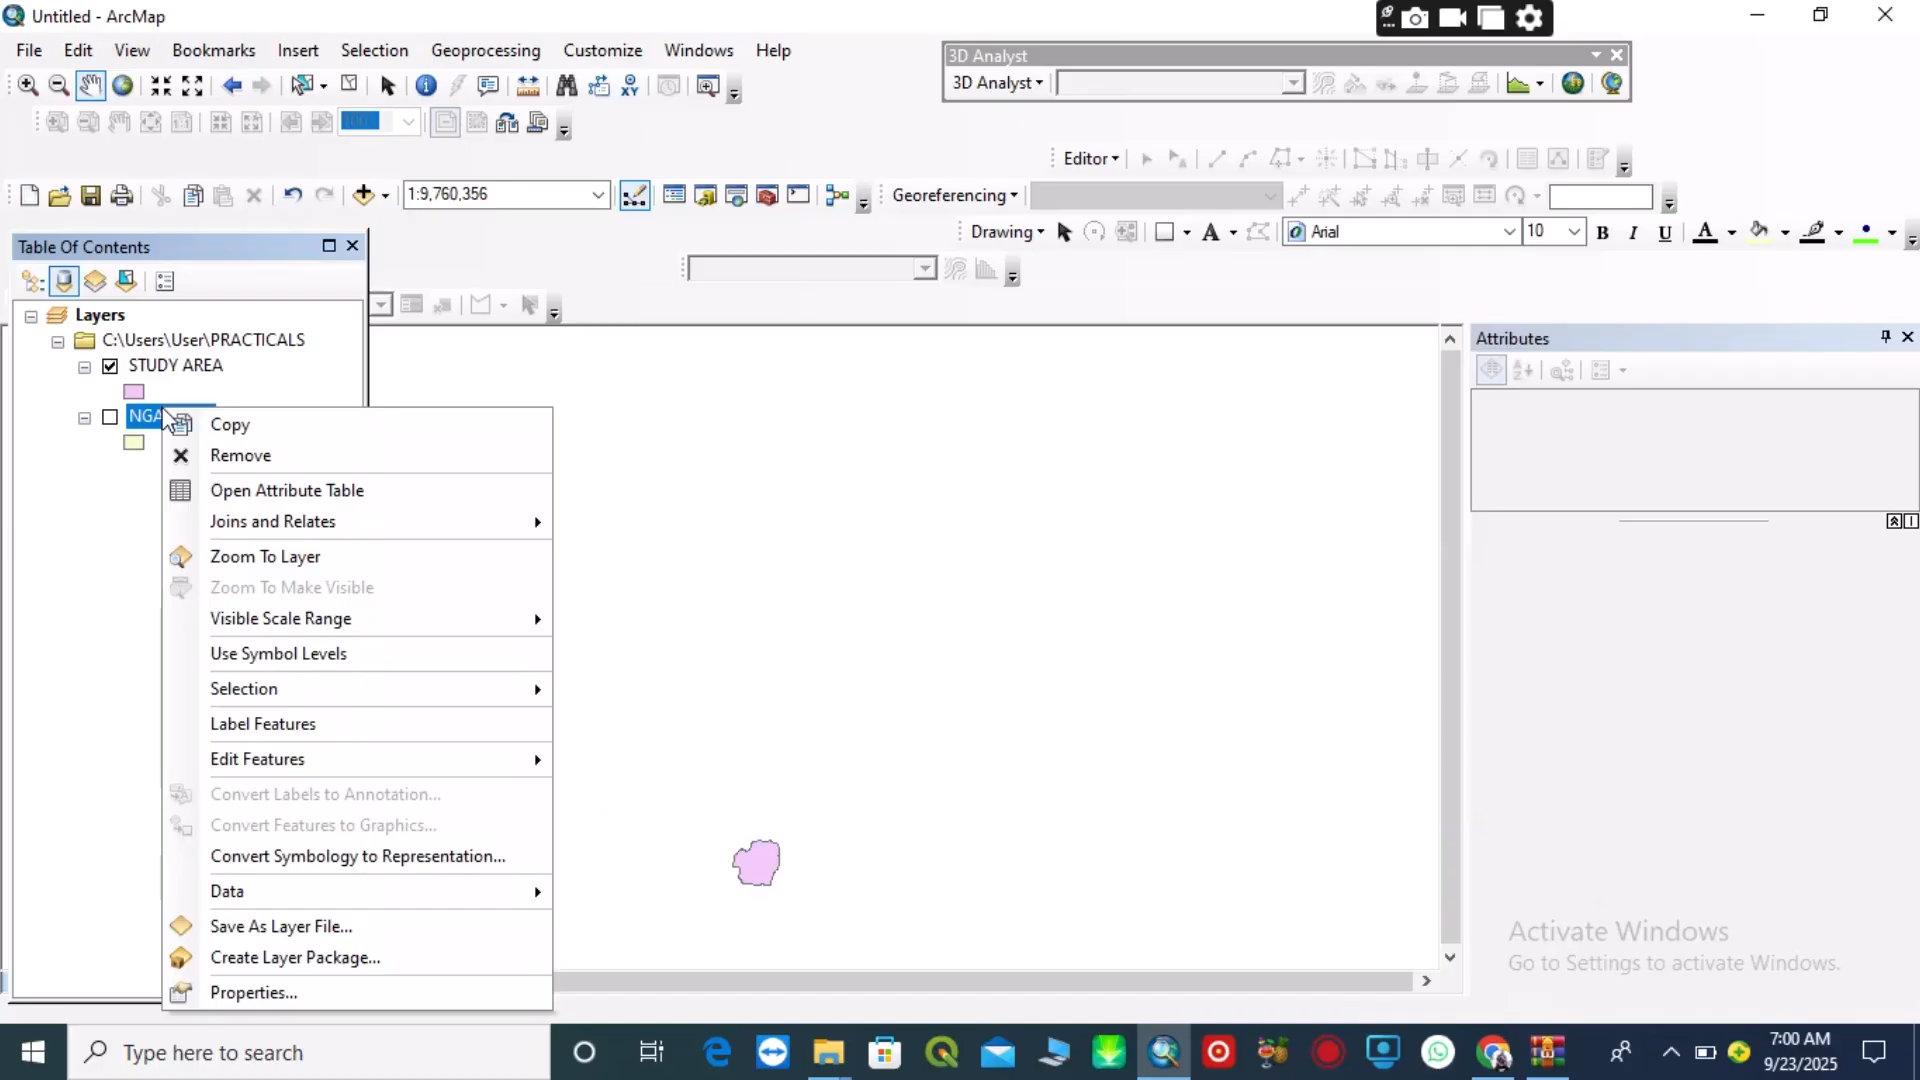 Untitled - ArcMap
File Edit View Bookmarks Insert Selection Geoprocessing Customize Windows Help
3D Analyst
3D Analyst
Editor
1:9,760,356
Georeferencing
Drawing
Arial
10
B I U A
Table Of Contents
Layers
C:\Users\User\PRACTICALS
STUDY AREA
NGA
Copy
Remove
Open Attribute Table
Joins and Relates
Zoom To Layer
Zoom To Make Visible
Visible Scale Range
Use Symbol Levels
Selection
Label Features
Edit Features
Convert Labels to Annotation...
Convert Features to Graphics...
Convert Symbology to Representation...
Data
Save As Layer File...
Create Layer Package...
Properties...
Attributes
Activate Windows
Go to Settings to activate Windows.
Type here to search
7:00 AM
9/23/2025